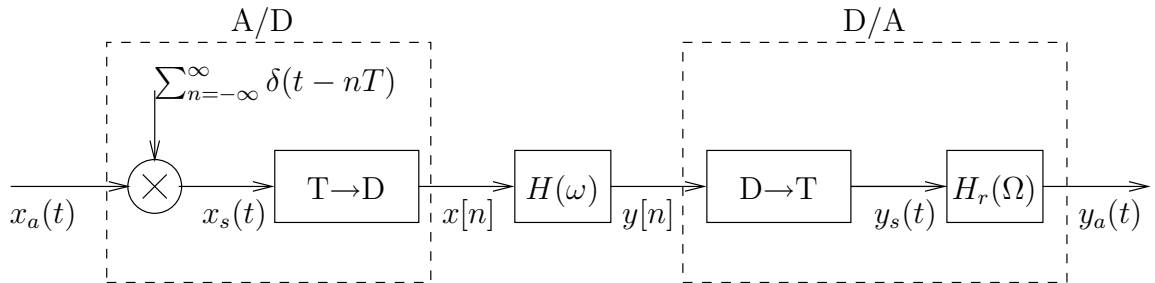 A/D
D/A
∑_{n=-∞}^{∞} δ(t − nT)
×
T→D
H(ω)
D→T
H_r(Ω)
x_a(t)
x_s(t)
x[n]
y[n]
y_s(t)
y_a(t)